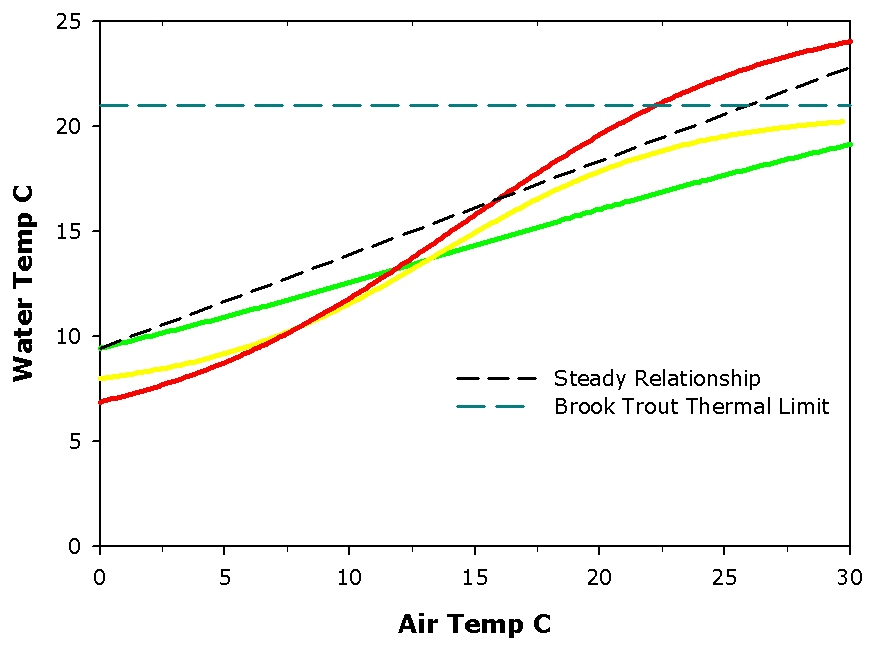 25
20
15
10
5
0
Water Temp C
Steady Relationship
Brook Trout Thermal Limit
0 5 10 15 20 25 30
Air Temp C